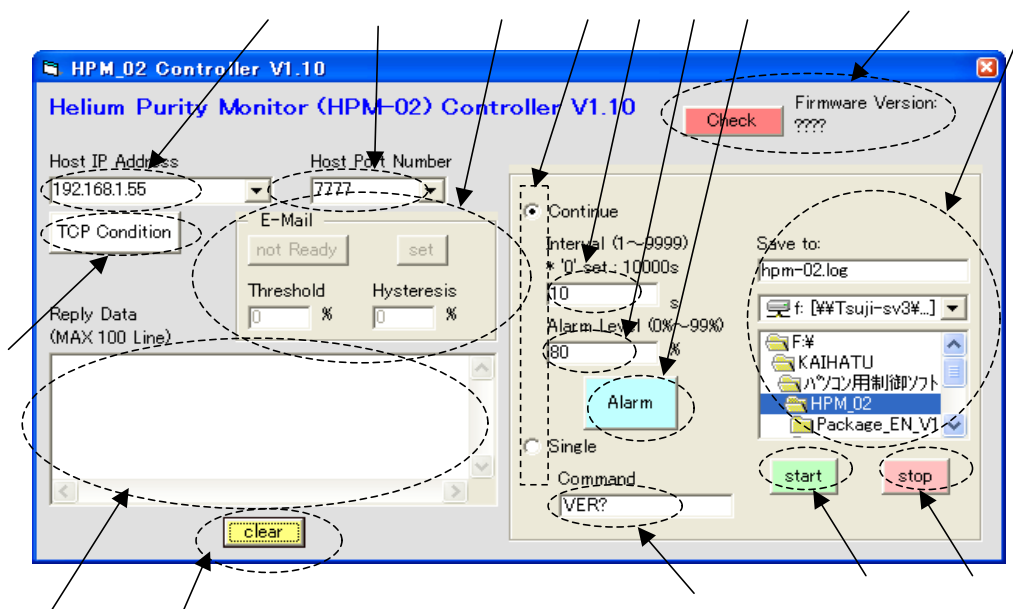 HPM_02 Controller V1.10
Helium Purity Monitor (HPM-02) Controller V1.10
Check
Firmware Version:
????
Host IP Address
Host Port Number
192.168.1.55
7777
TCP Condition
E-Mail
not Ready
set
Threshold
Hysteresis
0 %
0 %
Reply Data
(MAX 100 Line)
clear
Continue
Interval (1～9999)
* '0' set : 10000s
10 s
Alarm Level (0%～99%)
80 %
Alarm
Single
Command
VER?
Save to:
hpm-02.log
f: [¥¥Tsuji-sv3¥...]
F:¥
KAIHATU
パソコン用制御ソフト
HPM_02
Package_EN_V1
start
stop